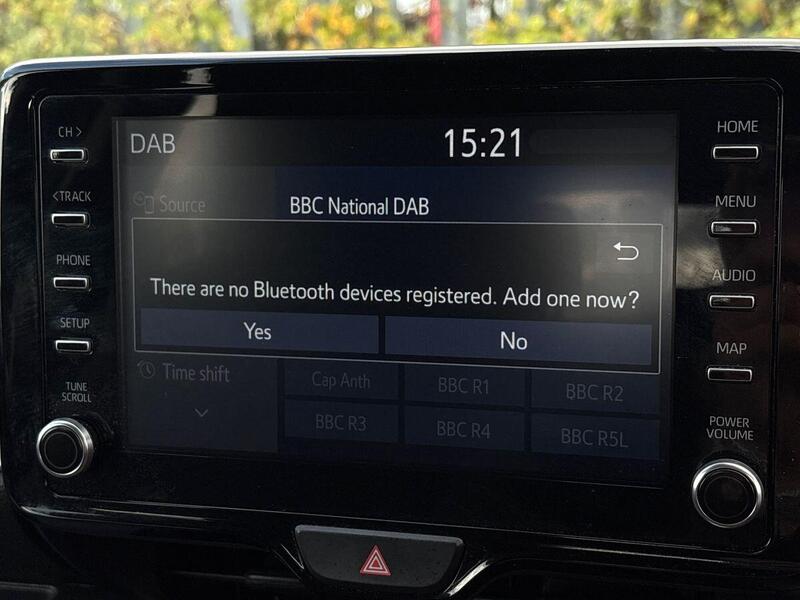 CH >
DAB
15:21
HOME
< TRACK
Source
BBC National DAB
MENU
PHONE
There are no Bluetooth devices registered. Add one now?
AUDIO
SETUP
Yes
No
MAP
Time shift
Cap Anth
BBC R1
BBC R2
TUNE
SCROLL
BBC R3
BBC R4
BBC R5L
POWER
VOLUME